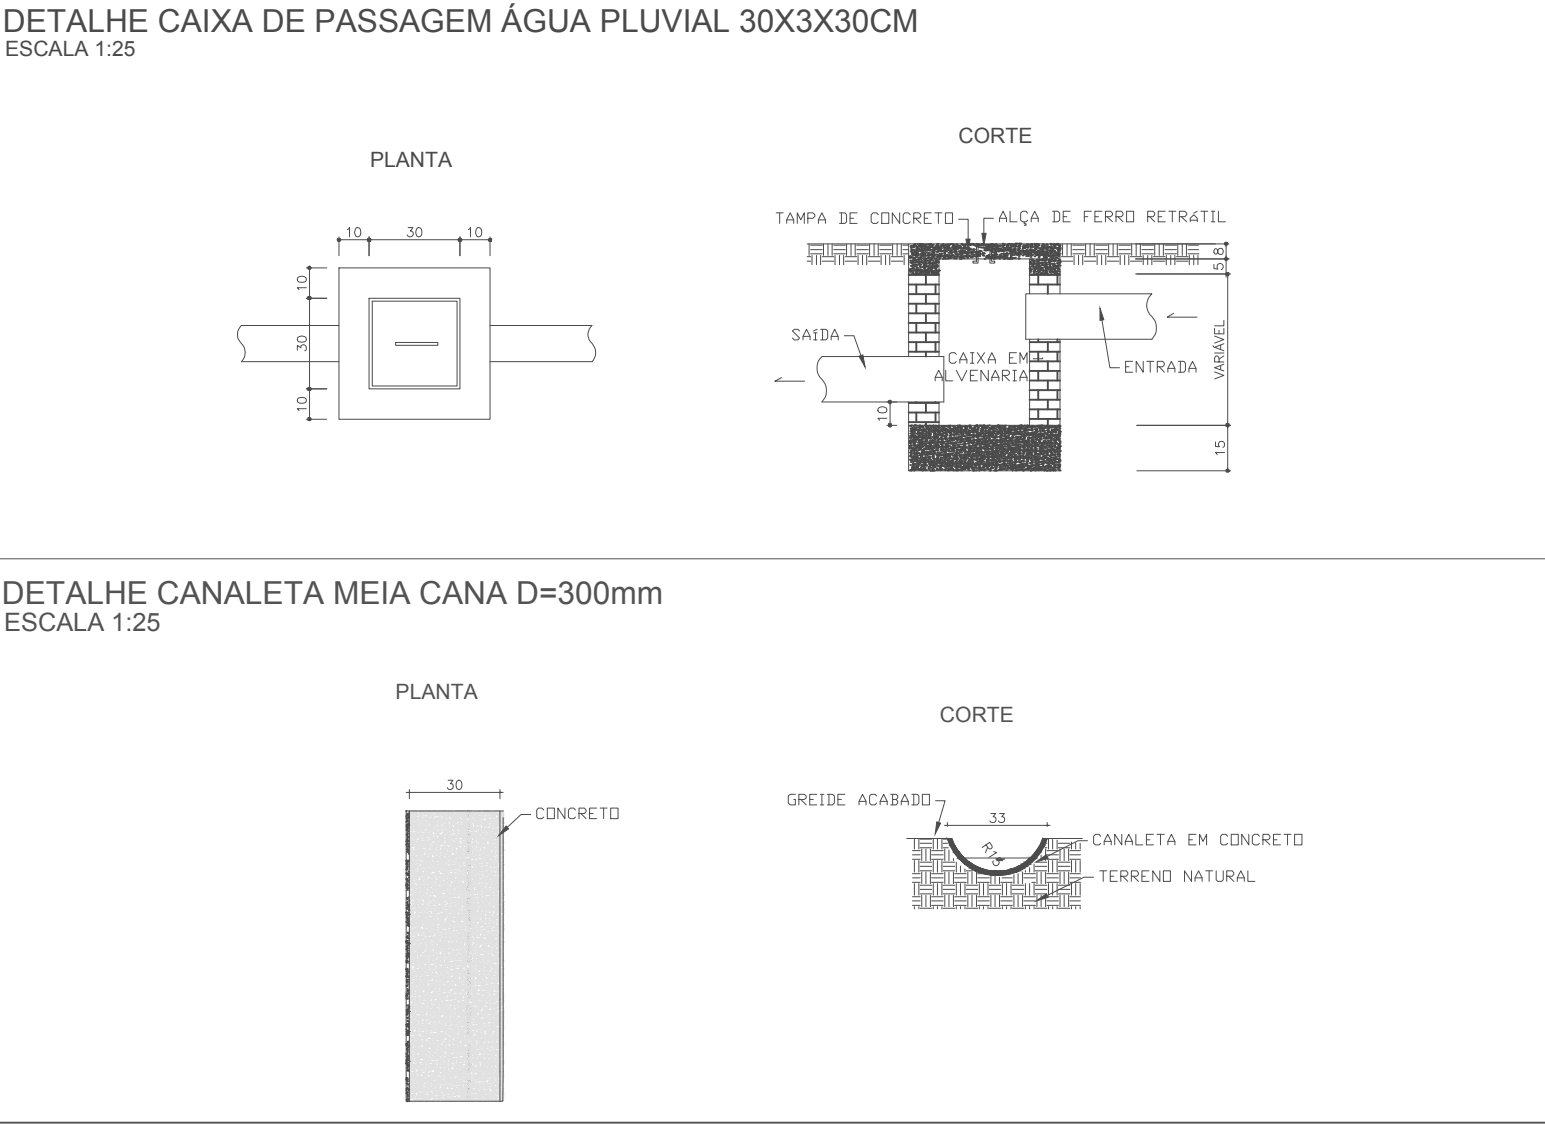 DETALHE CAIXA DE PASSAGEM ÁGUA PLUVIAL 30X3X30CM
ESCALA 1:25
PLANTA
10 30 10
10
30
10
CORTE
TAMPA DE CONCRETO
ALÇA DE FERRO RETRáTIL
8
5
SAíDA
CAIXA EM
ALVENARIA
ENTRADA
VARIÁVEL
10
15
DETALHE CANALETA MEIA CANA D=300mm
ESCALA 1:25
PLANTA
30
CONCRETO
CORTE
GREIDE ACABADO
33
CANALETA EM CONCRETO
TERRENO NATURAL